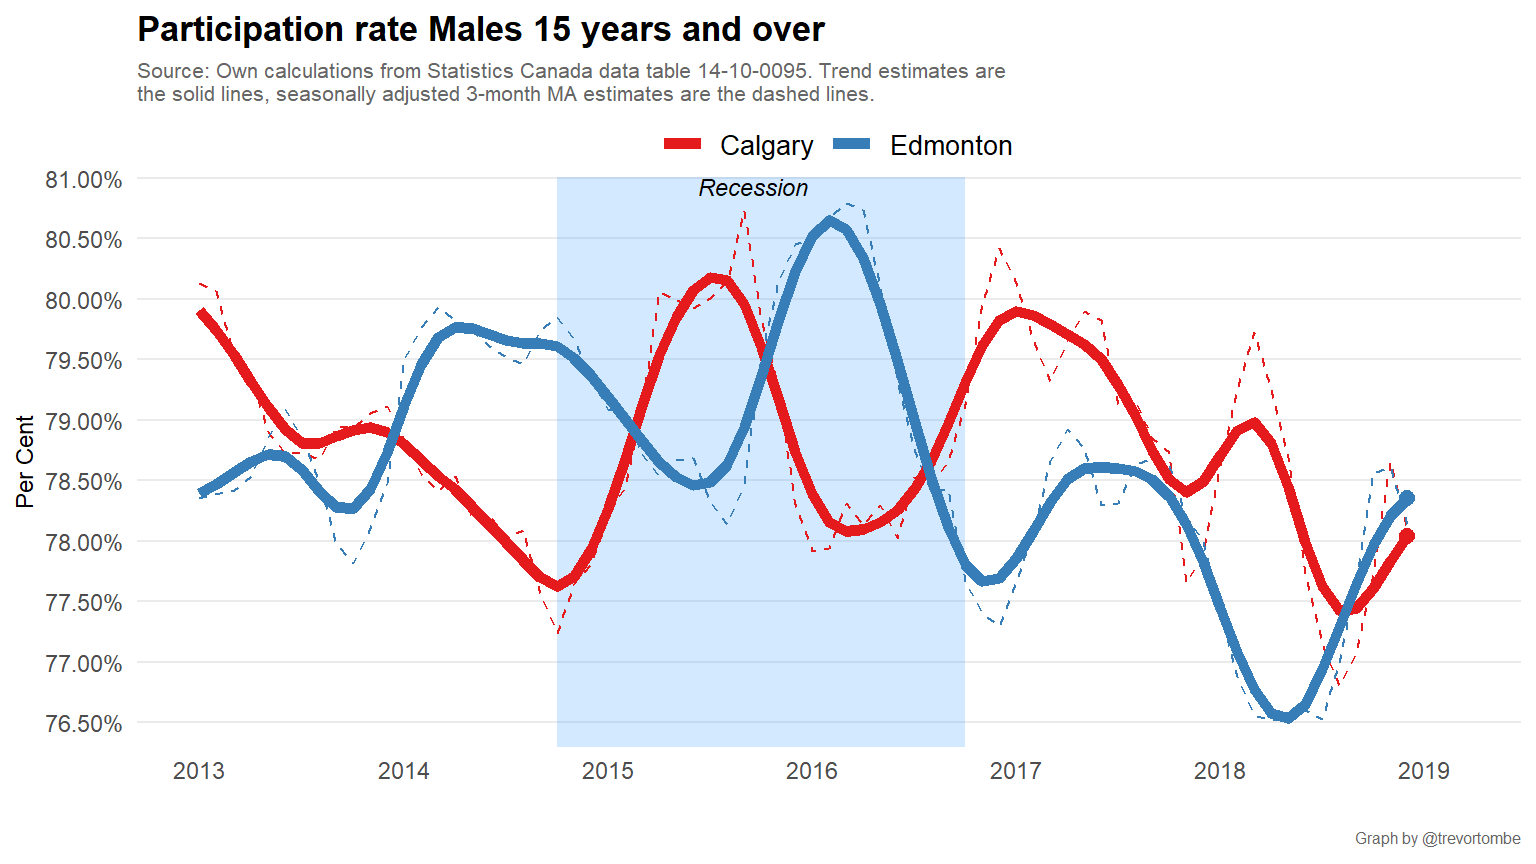 Participation rate Males 15 years and over
Source: Own calculations from Statistics Canada data table 14-10-0095. Trend estimates are
the solid lines, seasonally adjusted 3-month MA estimates are the dashed lines.
Calgary Edmonton
Recession
81.00%
80.50%
80.00%
79.50%
79.00%
78.50%
78.00%
77.50%
77.00%
76.50%
Per Cent
2013 2014 2015 2016 2017 2018 2019
Graph by @trevortombe